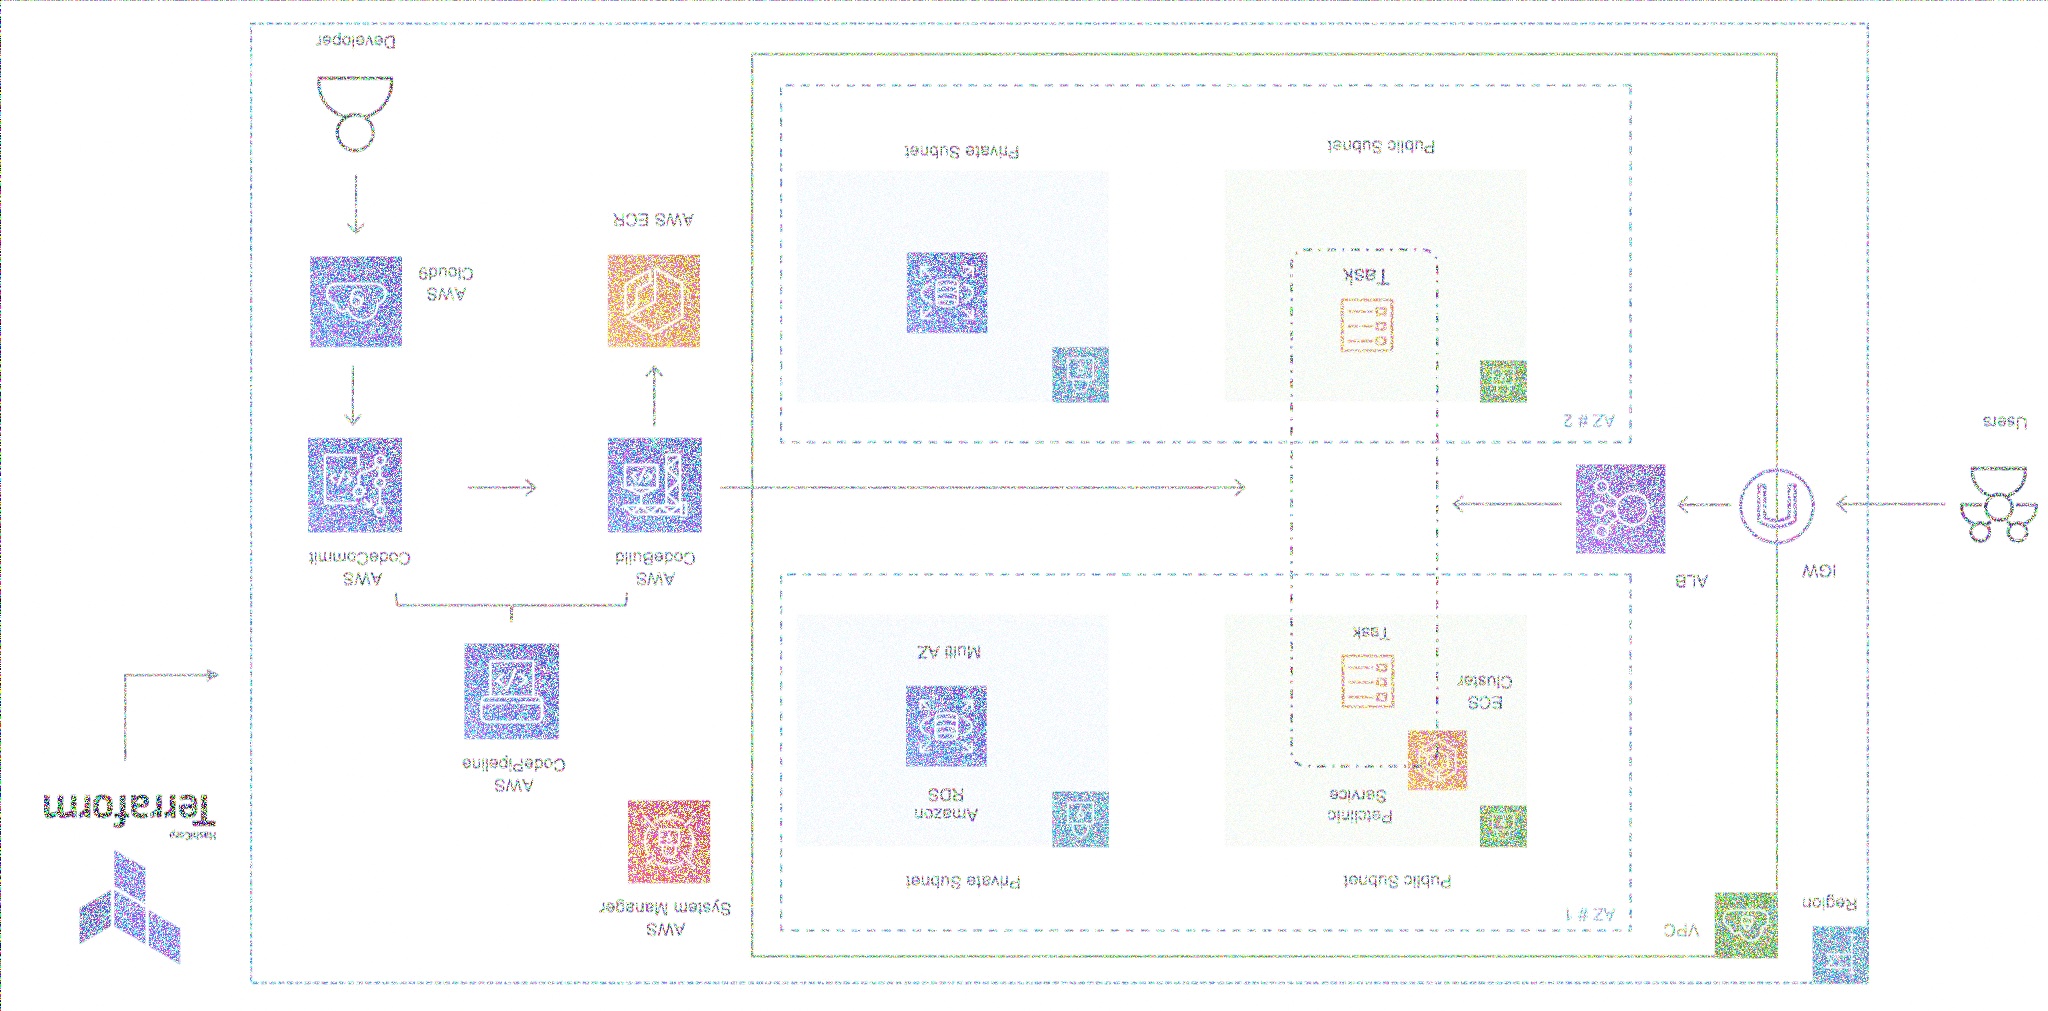 Region
VPC
AZ # 1
Public Subnet
Private Subnet
AWS
System Manager
HashiCorp
Terraform
Petclinic
Service
Amazon
RDS
AWS
CodePipeline
ECS
Cluster
Task
Multi AZ
IGW
ALB
AWS
CodeBuild
AWS
CodeCommit
Users
AZ # 2
Task
AWS
Cloud9
AWS ECR
Public Subnet
Private Subnet
Developer